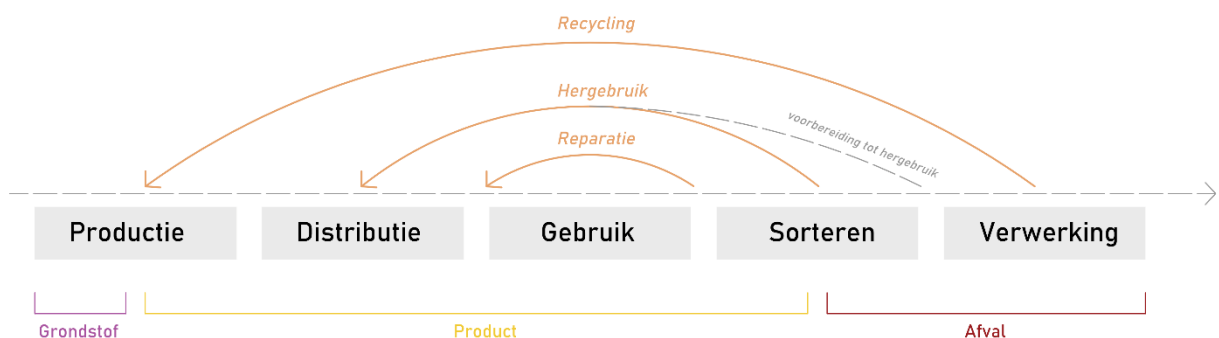 Recycling
Hergebruik
voorbereiding tot hergebruik
Reparatie
Productie
Distributie
Gebruik
Sorteren
Verwerking
Grondstof
Product
Afval